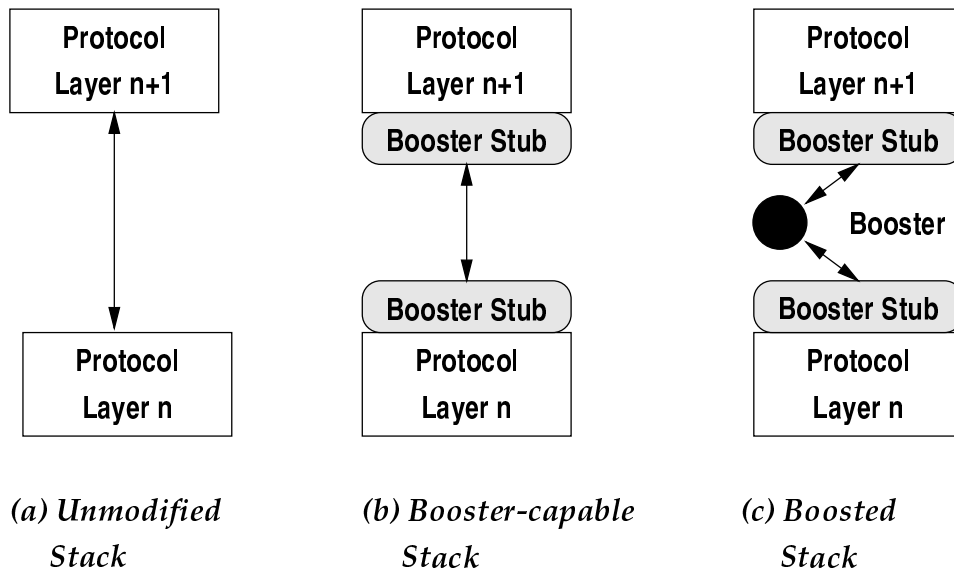 Protocol
Layer n+1
Protocol
Layer n
(a) Unmodified
Stack
Protocol
Layer n+1
Booster Stub
Booster Stub
Protocol
Layer n
(b) Booster-capable
Stack
Protocol
Layer n+1
Booster Stub
Booster
Booster Stub
Protocol
Layer n
(c) Boosted
Stack